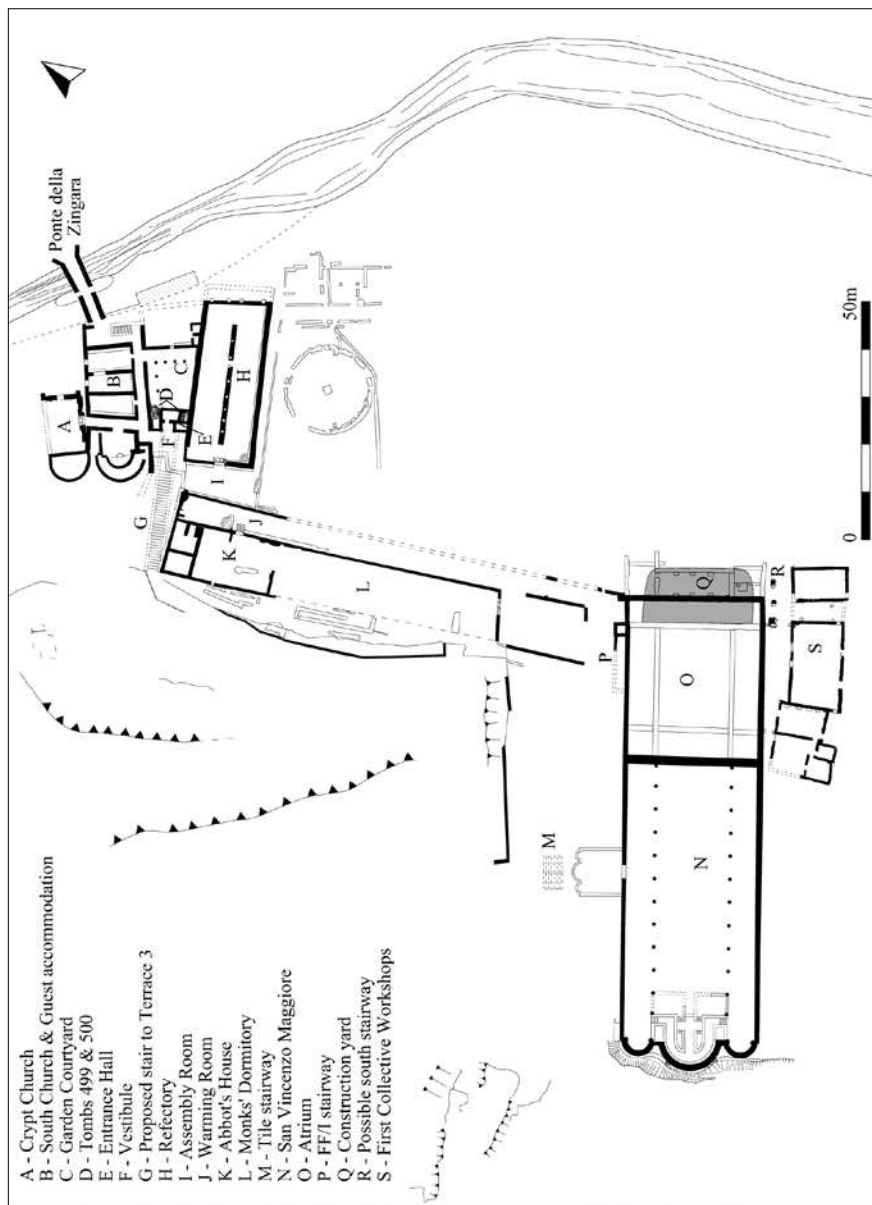 Ponte della
Zingara
A
B
C
D
E
F
G
H
I
J
K
L
M
N
O
P
Q
R
S
0
50m
A - Crypt Church
B - South Church & Guest accommodation
C - Garden Courtyard
D - Tombs 499 & 500
E - Entrance Hall
F - Vestibule
G - Proposed stair to Terrace 3
H - Refectory
I - Assembly Room
J - Warming Room
K - Abbot's House
L - Monks' Dormitory
M - Tile stairway
N - San Vincenzo Maggiore
O - Atrium
P - FF/I stairway
Q - Construction yard
R - Possible south stairway
S - First Collective Workshops